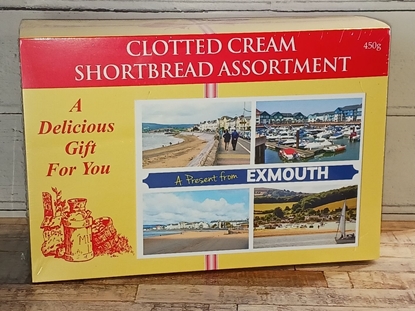 CLOTTED CREAM
SHORTBREAD ASSORTMENT
450g
A
Delicious
Gift
For You
A Present from EXMOUTH